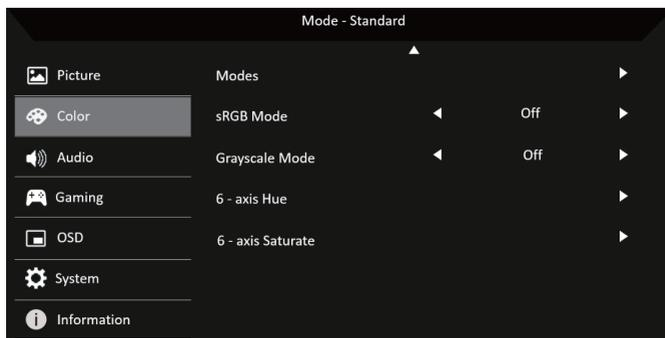 Mode - Standard
Picture
Modes
Color
sRGB Mode
Off
Audio
Grayscale Mode
Off
Gaming
6 - axis Hue
OSD
6 - axis Saturate
System
Information